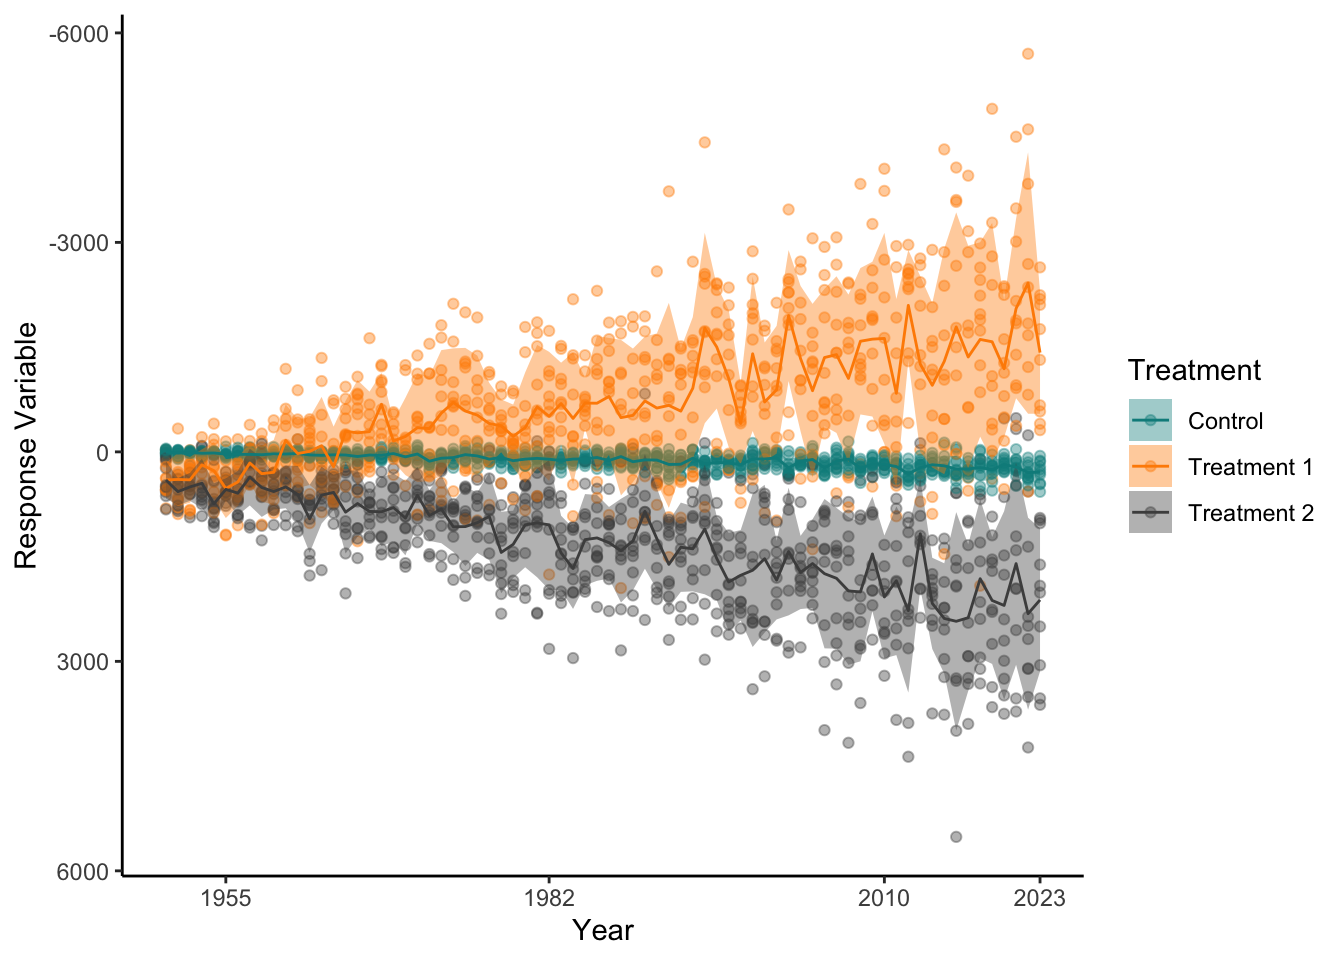 -6000
-3000
0
3000
6000
Response Variable
1955
1982
2010
2023
Year
Treatment
Control
Treatment 1
Treatment 2